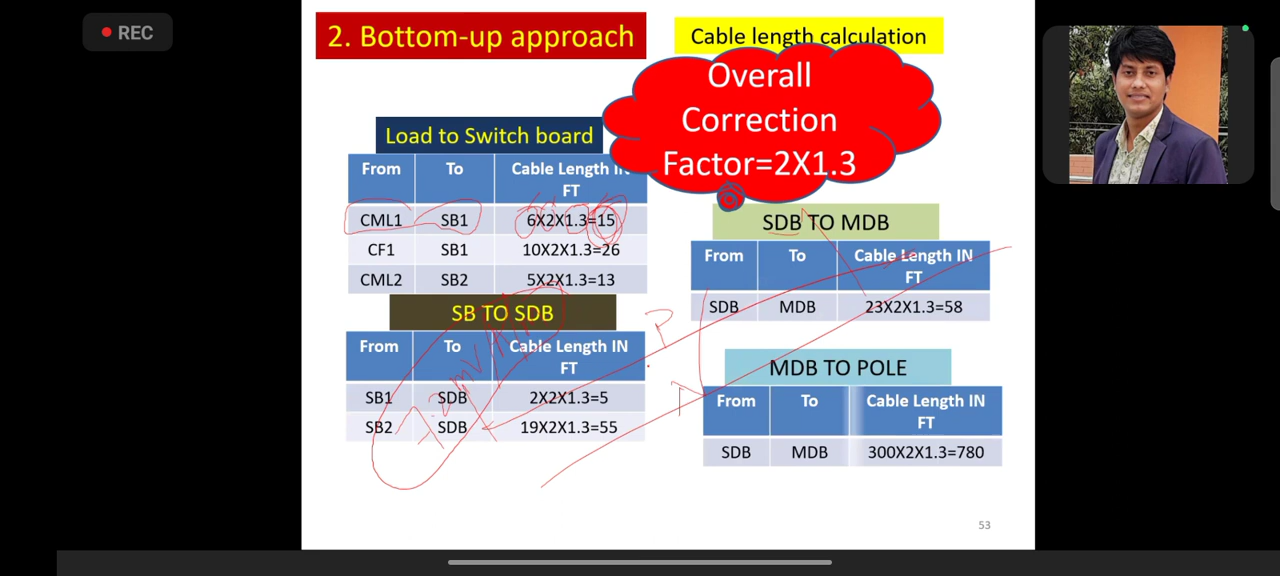 REC
2. Bottom-up approach
Cable length calculation
Overall
Correction
Factor=2X1.3
Load to Switch board
From To Cable Length IN
FT
CML1 SB1 6X2X1.3=15
CF1 SB1 10X2X1.3=26
CML2 SB2 5X2X1.3=13
SB TO SDB
From To Cable Length IN
FT
SB1 SDB 2X2X1.3=5
SB2 SDB 19X2X1.3=55
SDB TO MDB
From To Cable Length IN
FT
SDB MDB 23X2X1.3=58
MDB TO POLE
From To Cable Length IN
FT
SDB MDB 300X2X1.3=780
53